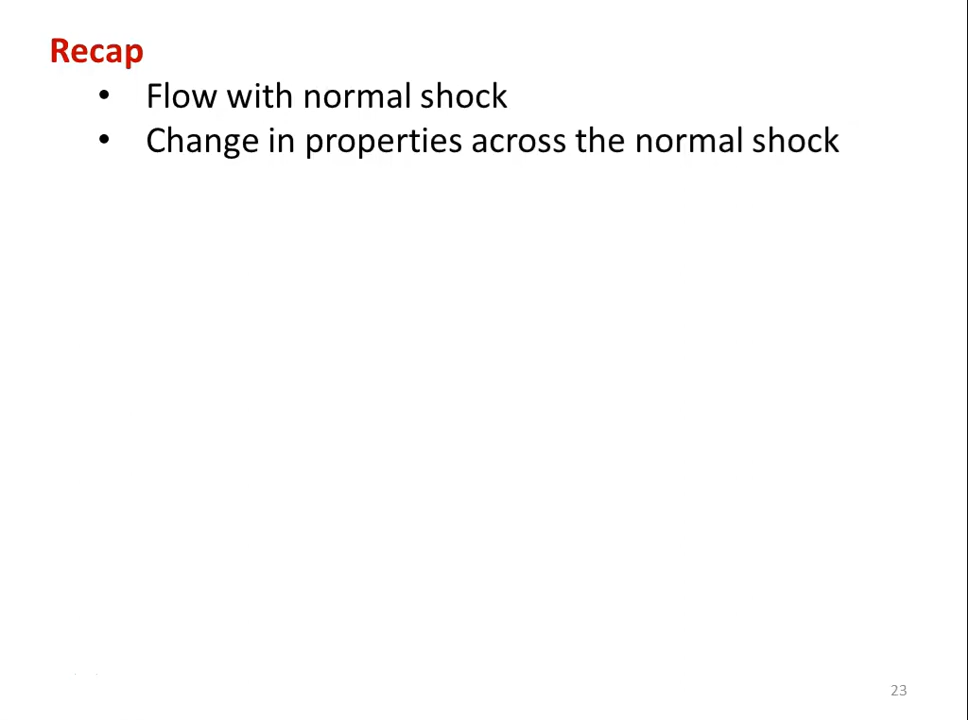 Recap
• Flow with normal shock
• Change in properties across the normal shock
23